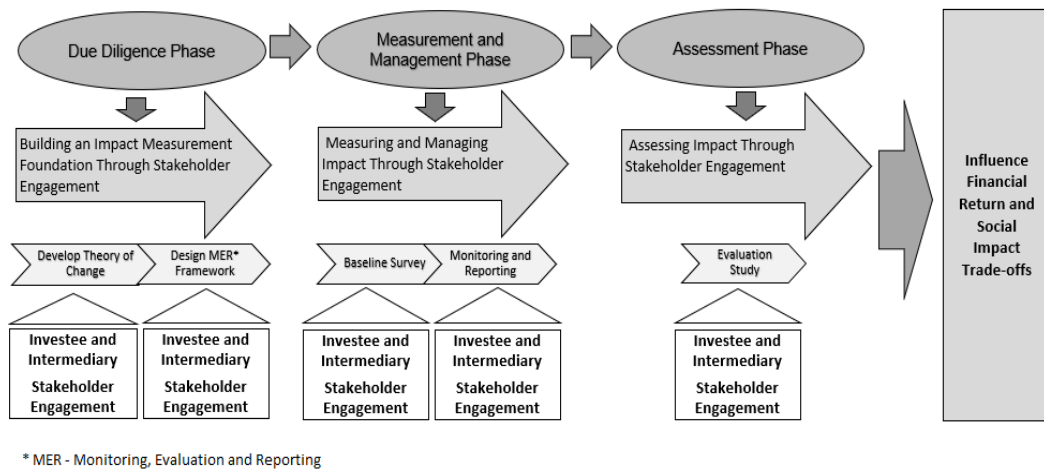 Due Diligence Phase
Measurement and
Management Phase
Assessment Phase
Building an Impact Measurement
Foundation Through Stakeholder
Engagement
Measuring and Managing
Impact Through Stakeholder
Engagement
Assessing Impact Through
Stakeholder Engagement
Influence
Financial
Return and
Social
Impact
Trade-offs
Develop Theory of
Change
Design MER*
Framework
Baseline Survey
Monitoring and
Reporting
Evaluation
Study
Investee and
Intermediary
Stakeholder
Engagement
Investee and
Intermediary
Stakeholder
Engagement
Investee and
Intermediary
Stakeholder
Engagement
Investee and
Intermediary
Stakeholder
Engagement
Investee and
Intermediary
Stakeholder
Engagement
* MER - Monitoring, Evaluation and Reporting